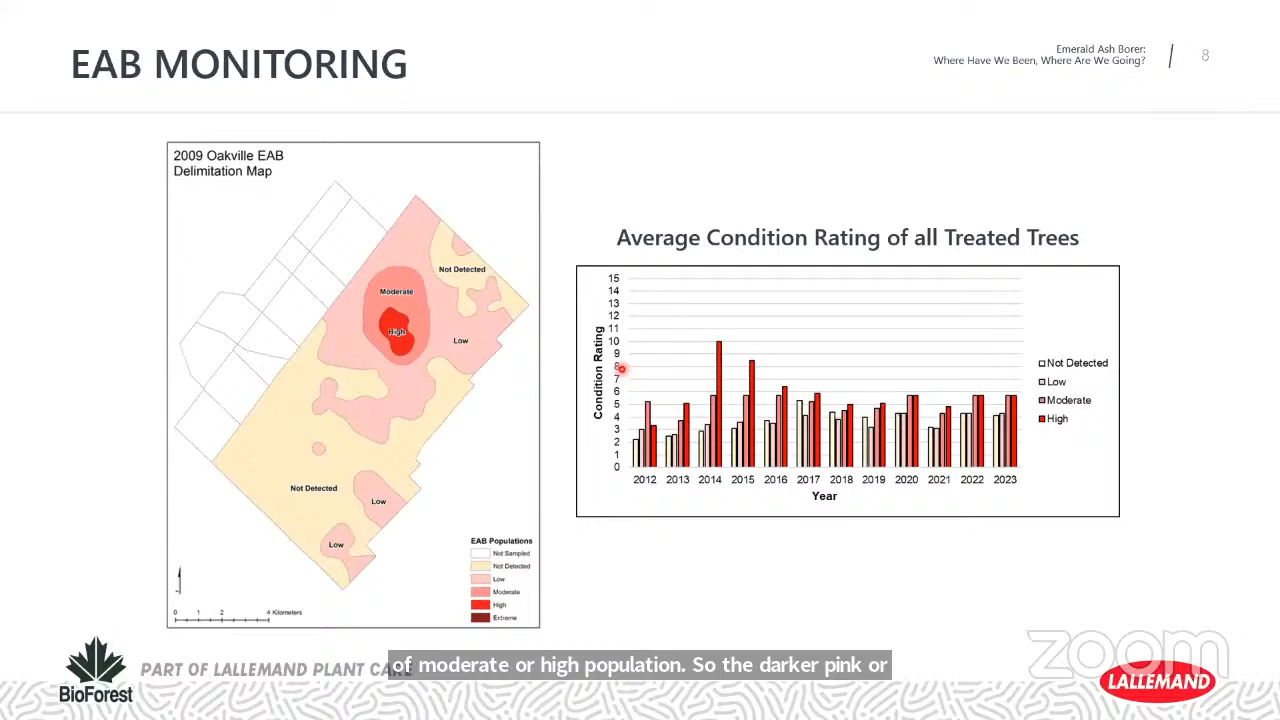 EAB MONITORING
Emerald Ash Borer:
Where Have We Been, Where Are We Going?
8
2009 Oakville EAB
Delimitation Map
Not Detected
Moderate
High
Low
Not Detected
Low
Low
EAB Populations
Not Sampled
Not Detected
Low
Moderate
High
Extreme
0 1 2 4 Kilometers
Average Condition Rating of all Treated Trees
Condition Rating
15
14
13
12
11
10
9
8
7
6
5
4
3
2
1
0
2012 2013 2014 2015 2016 2017 2018 2019 2020 2021 2022 2023
Year
Not Detected
Low
Moderate
High
of moderate or high population. So the darker pink or
BioForest
PART OF LALLEMAND PLANT CARE
zoom
LALLEMAND